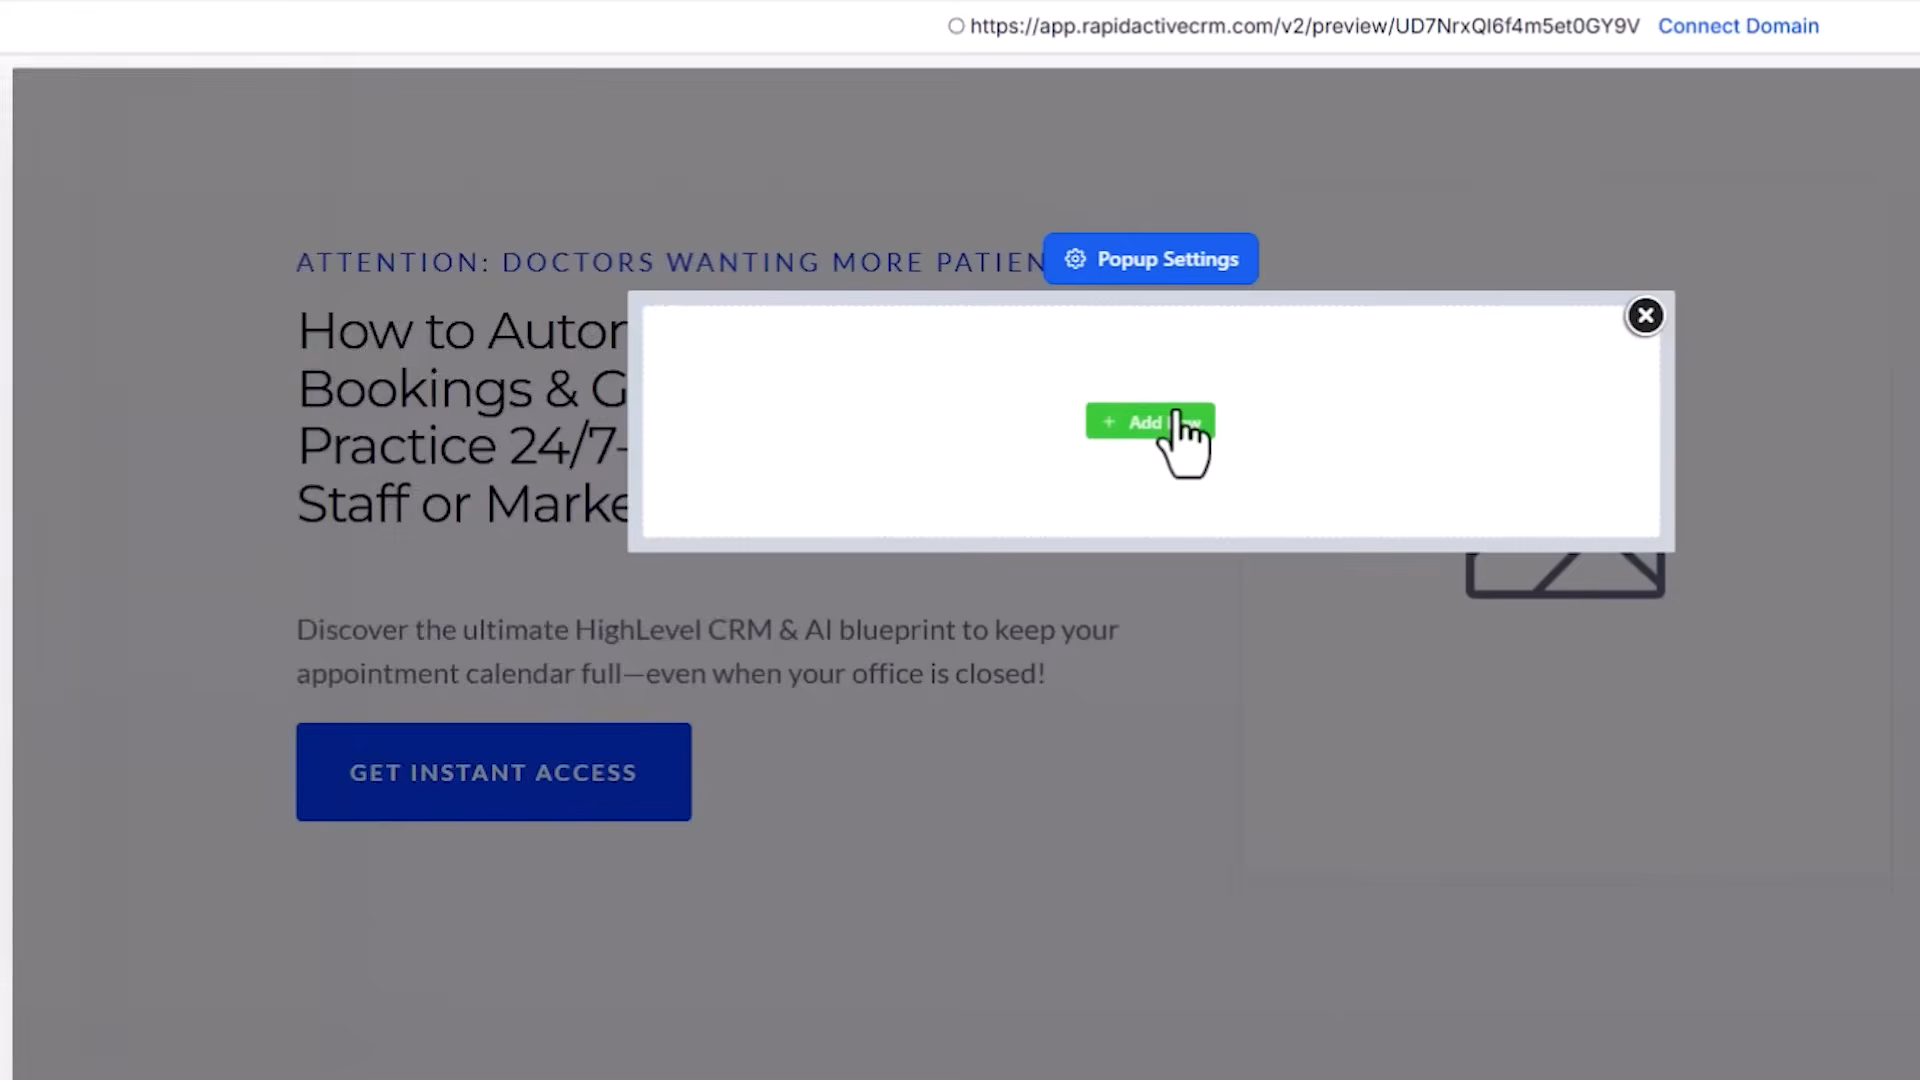 https://app.rapidactivecrm.com/v2/preview/UD7NrxQl6f4m5et0GY9V Connect Domain
ATTENTION: DOCTORS WANTING MORE PATIEN
Popup Settings
How to Autor
Bookings & G
Practice 24/7-
Staff or Marke
+ Add
Discover the ultimate HighLevel CRM & AI blueprint to keep your
appointment calendar full—even when your office is closed!
GET INSTANT ACCESS